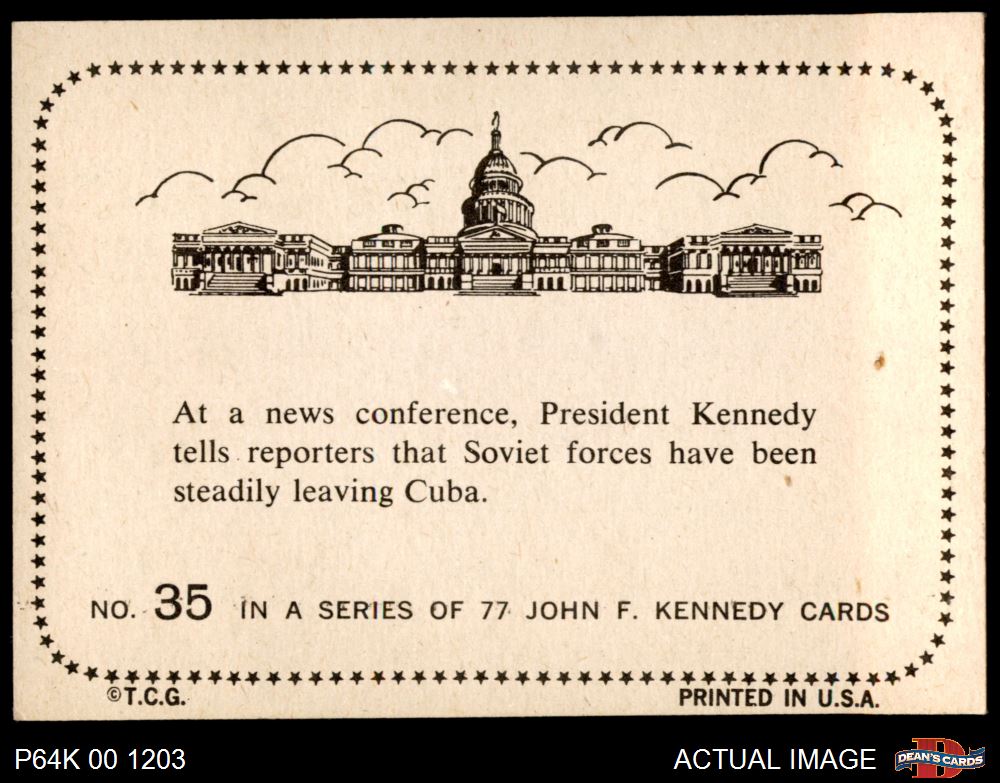 At a news conference, President Kennedy
tells reporters that Soviet forces have been
steadily leaving Cuba.
NO. 35 IN A SERIES OF 77 JOHN F. KENNEDY CARDS
©T.C.G. PRINTED IN U.S.A.
P64K 00 1203 ACTUAL IMAGE DEAN'S CARDS